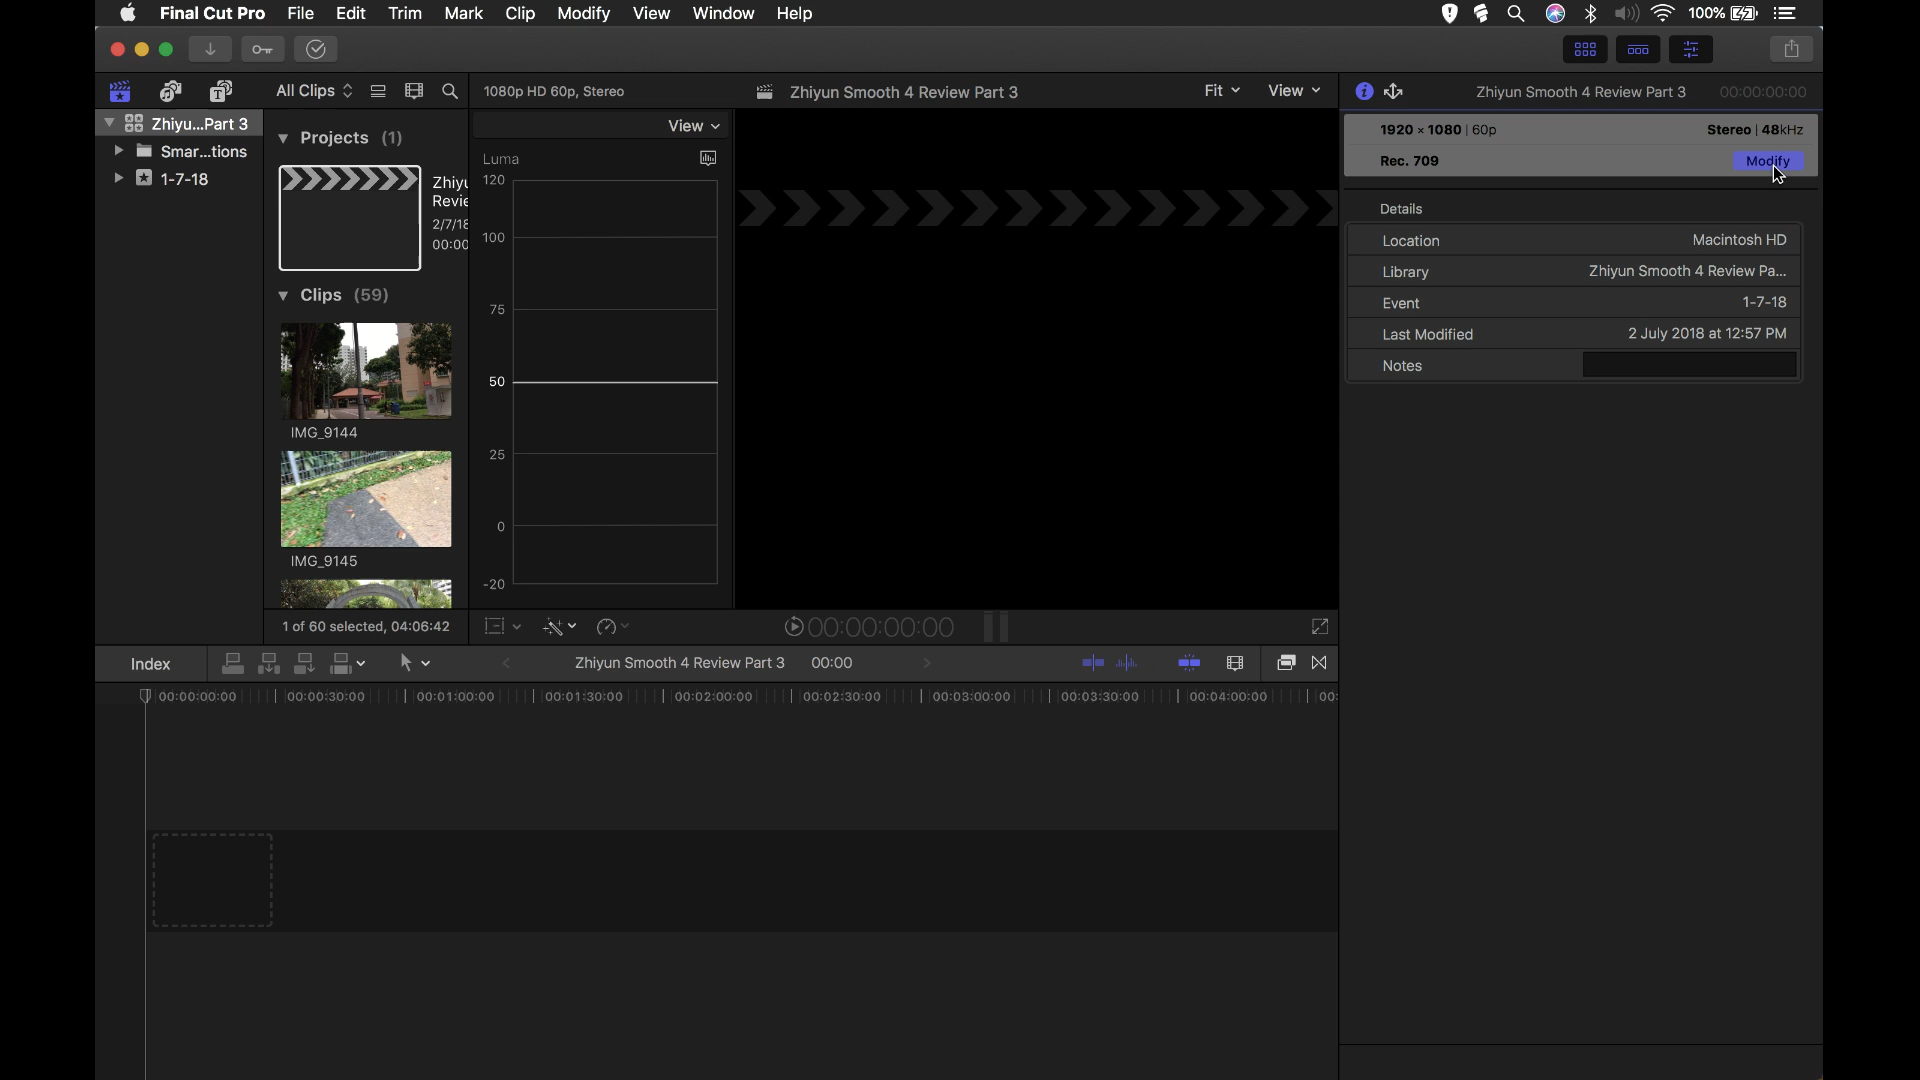 Final Cut Pro File Edit Trim Mark Clip Modify View Window Help 100%
All Clips
1080p HD 60p, Stereo
Zhiyun Smooth 4 Review Part 3
Fit View
Zhiyun Smooth 4 Review Part 3 00:00:00:00
Zhiyu...Part 3
Smar...tions
1-7-18
Projects (1)
Zhiyu
Revie
2/7/18
00:00
Clips (59)
IMG_9144
IMG_9145
1 of 60 selected, 04:06:42
View
Luma
120
100
75
50
25
0
-20
00:00:00:00
1920 × 1080 | 60p Stereo | 48kHz
Rec. 709 Modify
Details
Location Macintosh HD
Library Zhiyun Smooth 4 Review Pa...
Event 1-7-18
Last Modified 2 July 2018 at 12:57 PM
Notes
Index
Zhiyun Smooth 4 Review Part 3 00:00
00:00:00:00 00:00:30:00 00:01:00:00 00:01:30:00 00:02:00:00 00:02:30:00 00:03:00:00 00:03:30:00 00:04:00:00 00: